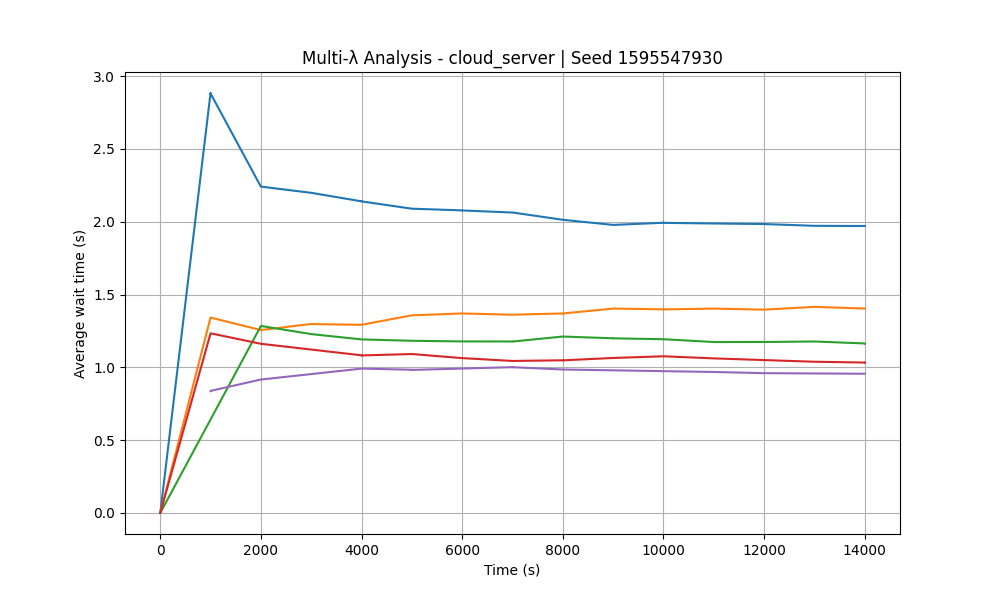 Multi-λ Analysis - cloud_server | Seed 1595547930
3.0
2.5
2.0
1.5
1.0
0.5
0.0
Average wait time (s)
0 2000 4000 6000 8000 10000 12000 14000
Time (s)